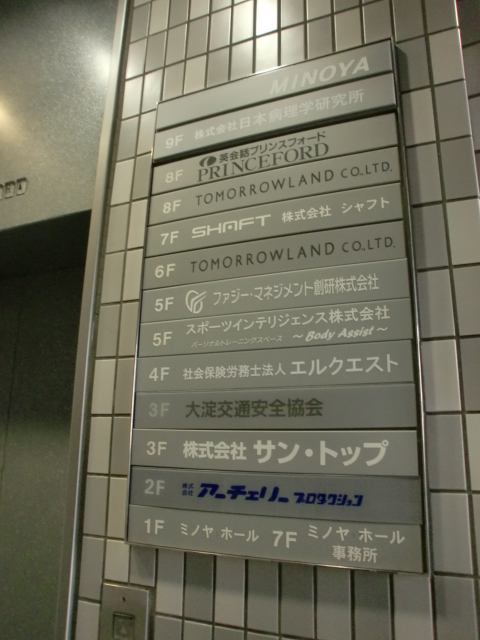 MINOYA
9F 株式会社日本病理学研究所
8F 英会話プリンスフォード
PRINCEFORD
8F TOMORROWLAND CO.,LTD.
7F SHAFT 株式会社 シャフト
6F TOMORROWLAND CO.,LTD.
5F ファジー・マネジメント創研株式会社
5F スポーツインテリジェンス株式会社
パーソナルトレーニングスペース ～Body Assist～
4F 社会保険労務士法人 エルクエスト
3F 大淀交通安全協会
3F 株式会社 サン・トップ
2F 株式会社 アーチェリープロダクション
1F ミノヤ ホール 7F ミノヤ ホール
事務所